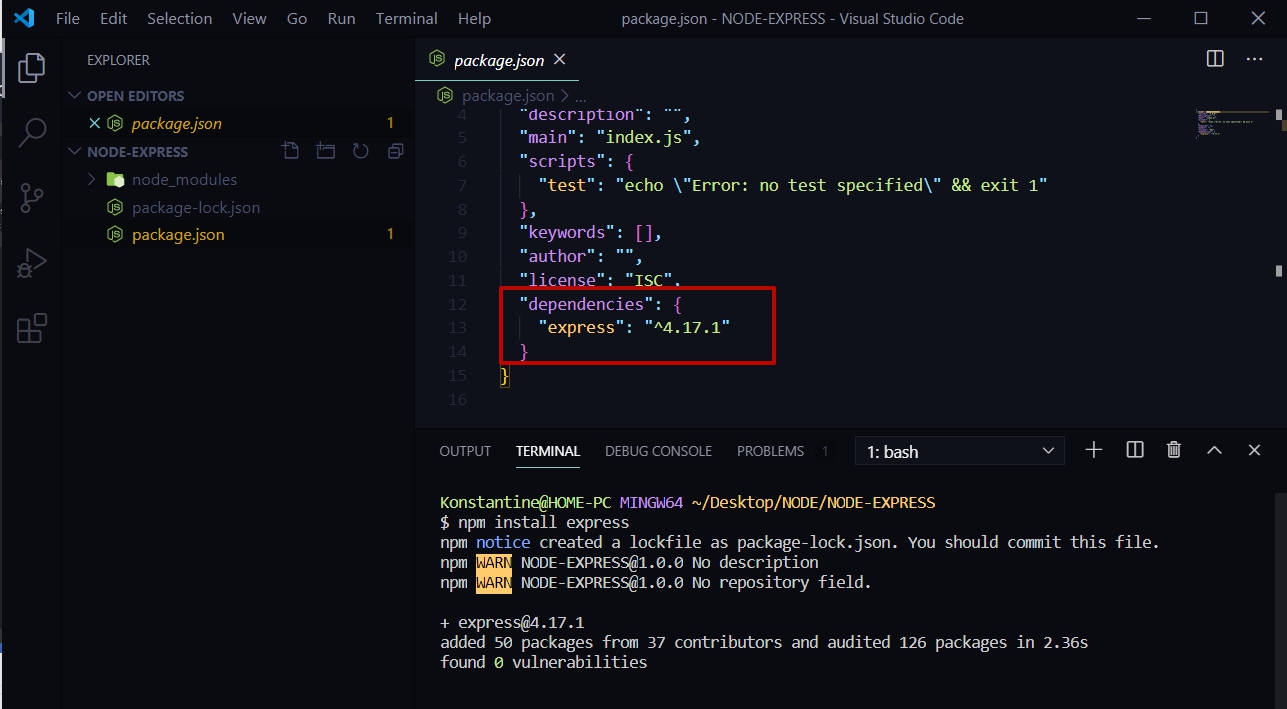 File Edit Selection View Go Run Terminal Help package.json - NODE-EXPRESS - Visual Studio Code
EXPLORER
OPEN EDITORS
package.json 1
NODE-EXPRESS
node_modules
package-lock.json
package.json 1
package.json
package.json > ...
4 "description": "",
5 "main": "index.js",
6 "scripts": {
7 "test": "echo \"Error: no test specified\" && exit 1"
8 },
9 "keywords": [],
10 "author": "",
11 "license": "ISC",
12 "dependencies": {
13 "express": "^4.17.1"
14 }
15 }
16
OUTPUT TERMINAL DEBUG CONSOLE PROBLEMS 1 1: bash
Konstantine@HOME-PC MINGW64 ~/Desktop/NODE/NODE-EXPRESS
$ npm install express
npm notice created a lockfile as package-lock.json. You should commit this file.
npm WARN NODE-EXPRESS@1.0.0 No description
npm WARN NODE-EXPRESS@1.0.0 No repository field.
+ express@4.17.1
added 50 packages from 37 contributors and audited 126 packages in 2.36s
found 0 vulnerabilities